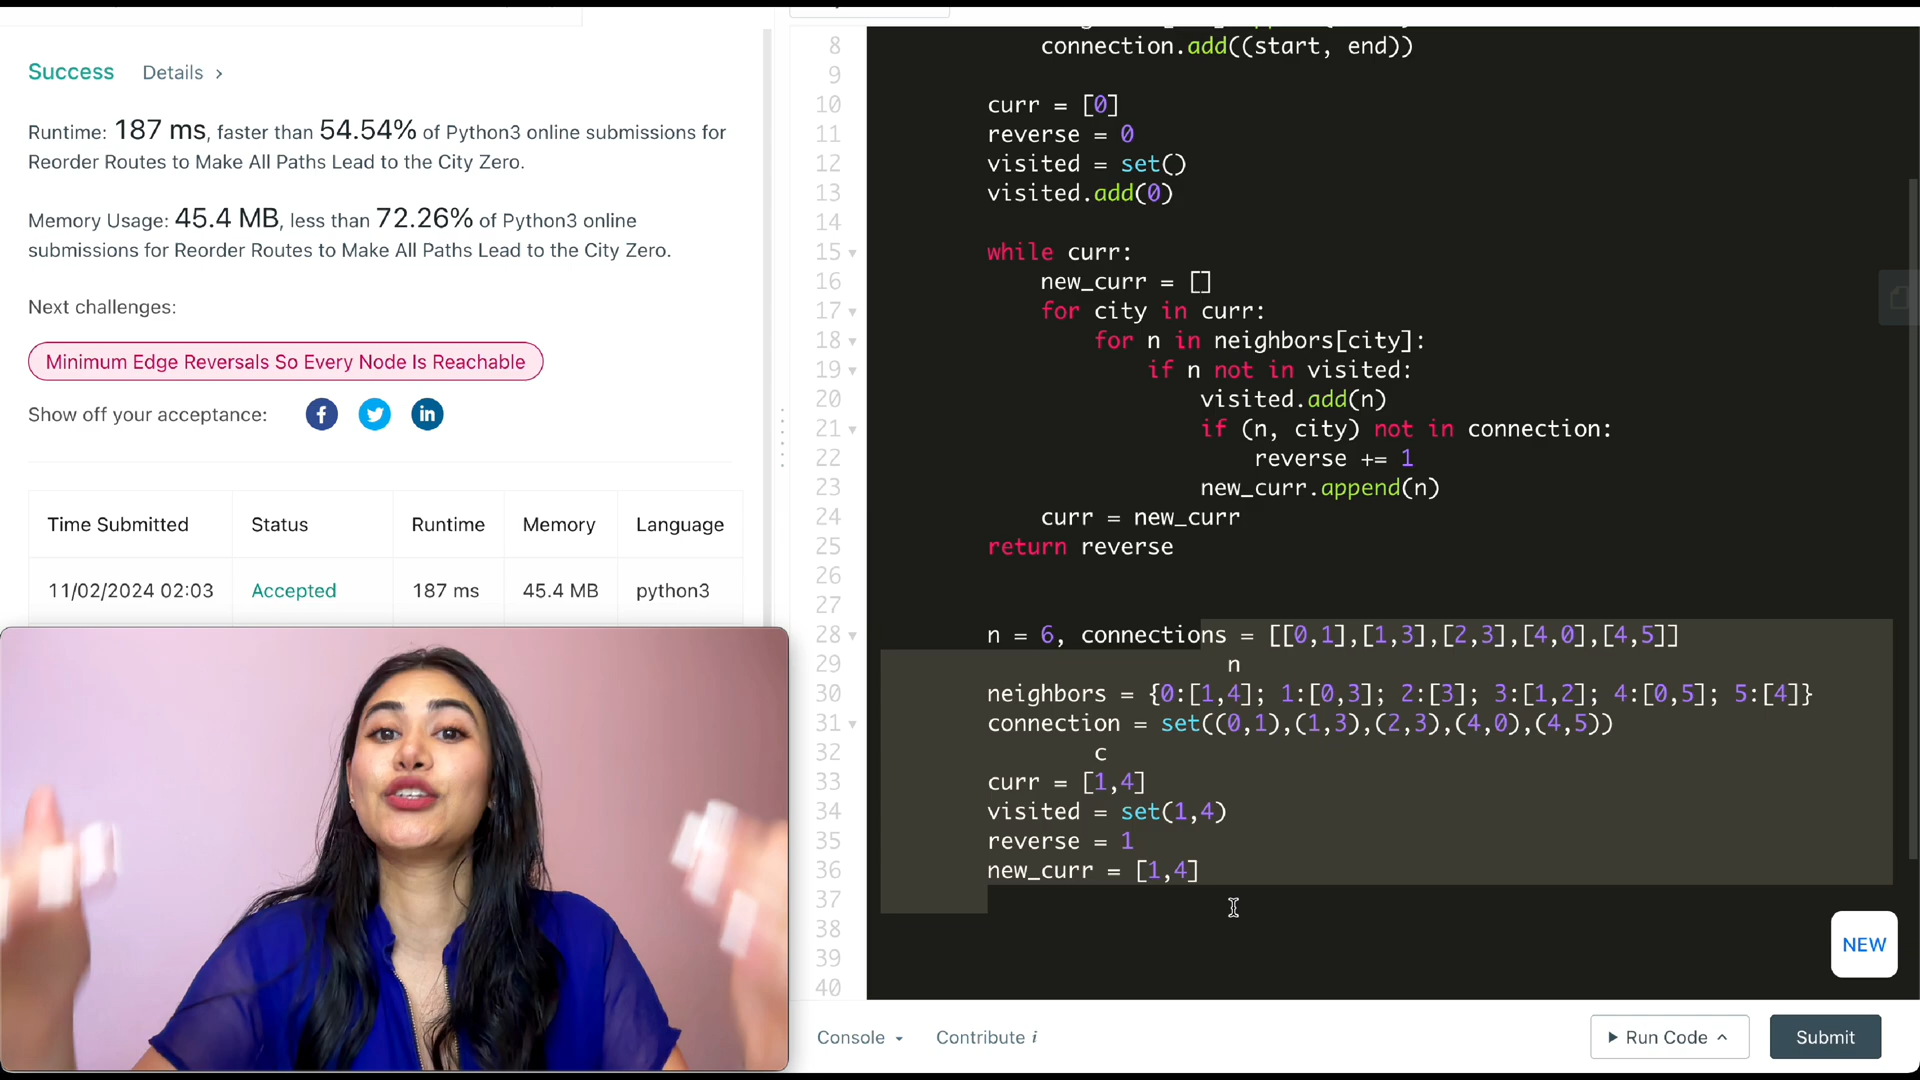 Success Details >
Runtime: 187 ms, faster than 54.54% of Python3 online submissions for
Reorder Routes to Make All Paths Lead to the City Zero.
Memory Usage: 45.4 MB, less than 72.26% of Python3 online
submissions for Reorder Routes to Make All Paths Lead to the City Zero.
Next challenges:
Minimum Edge Reversals So Every Node Is Reachable
Show off your acceptance:
Time Submitted Status Runtime Memory Language
11/02/2024 02:03 Accepted 187 ms 45.4 MB python3
8 connection.add((start, end))
9
10 curr = [0]
11 reverse = 0
12 visited = set()
13 visited.add(0)
14
15 while curr:
16 new_curr = []
17 for city in curr:
18 for n in neighbors[city]:
19 if n not in visited:
20 visited.add(n)
21 if (n, city) not in connection:
22 reverse += 1
23 new_curr.append(n)
24 curr = new_curr
25 return reverse
26
27
28 n = 6, connections = [[0,1],[1,3],[2,3],[4,0],[4,5]]
29 n
30 neighbors = {0:[1,4]; 1:[0,3]; 2:[3]; 3:[1,2]; 4:[0,5]; 5:[4]}
31 connection = set((0,1),(1,3),(2,3),(4,0),(4,5))
32 c
33 curr = [1,4]
34 visited = set(1,4)
35 reverse = 1
36 new_curr = [1,4]
37
38
39
40
NEW
Console Contribute i Run Code Submit